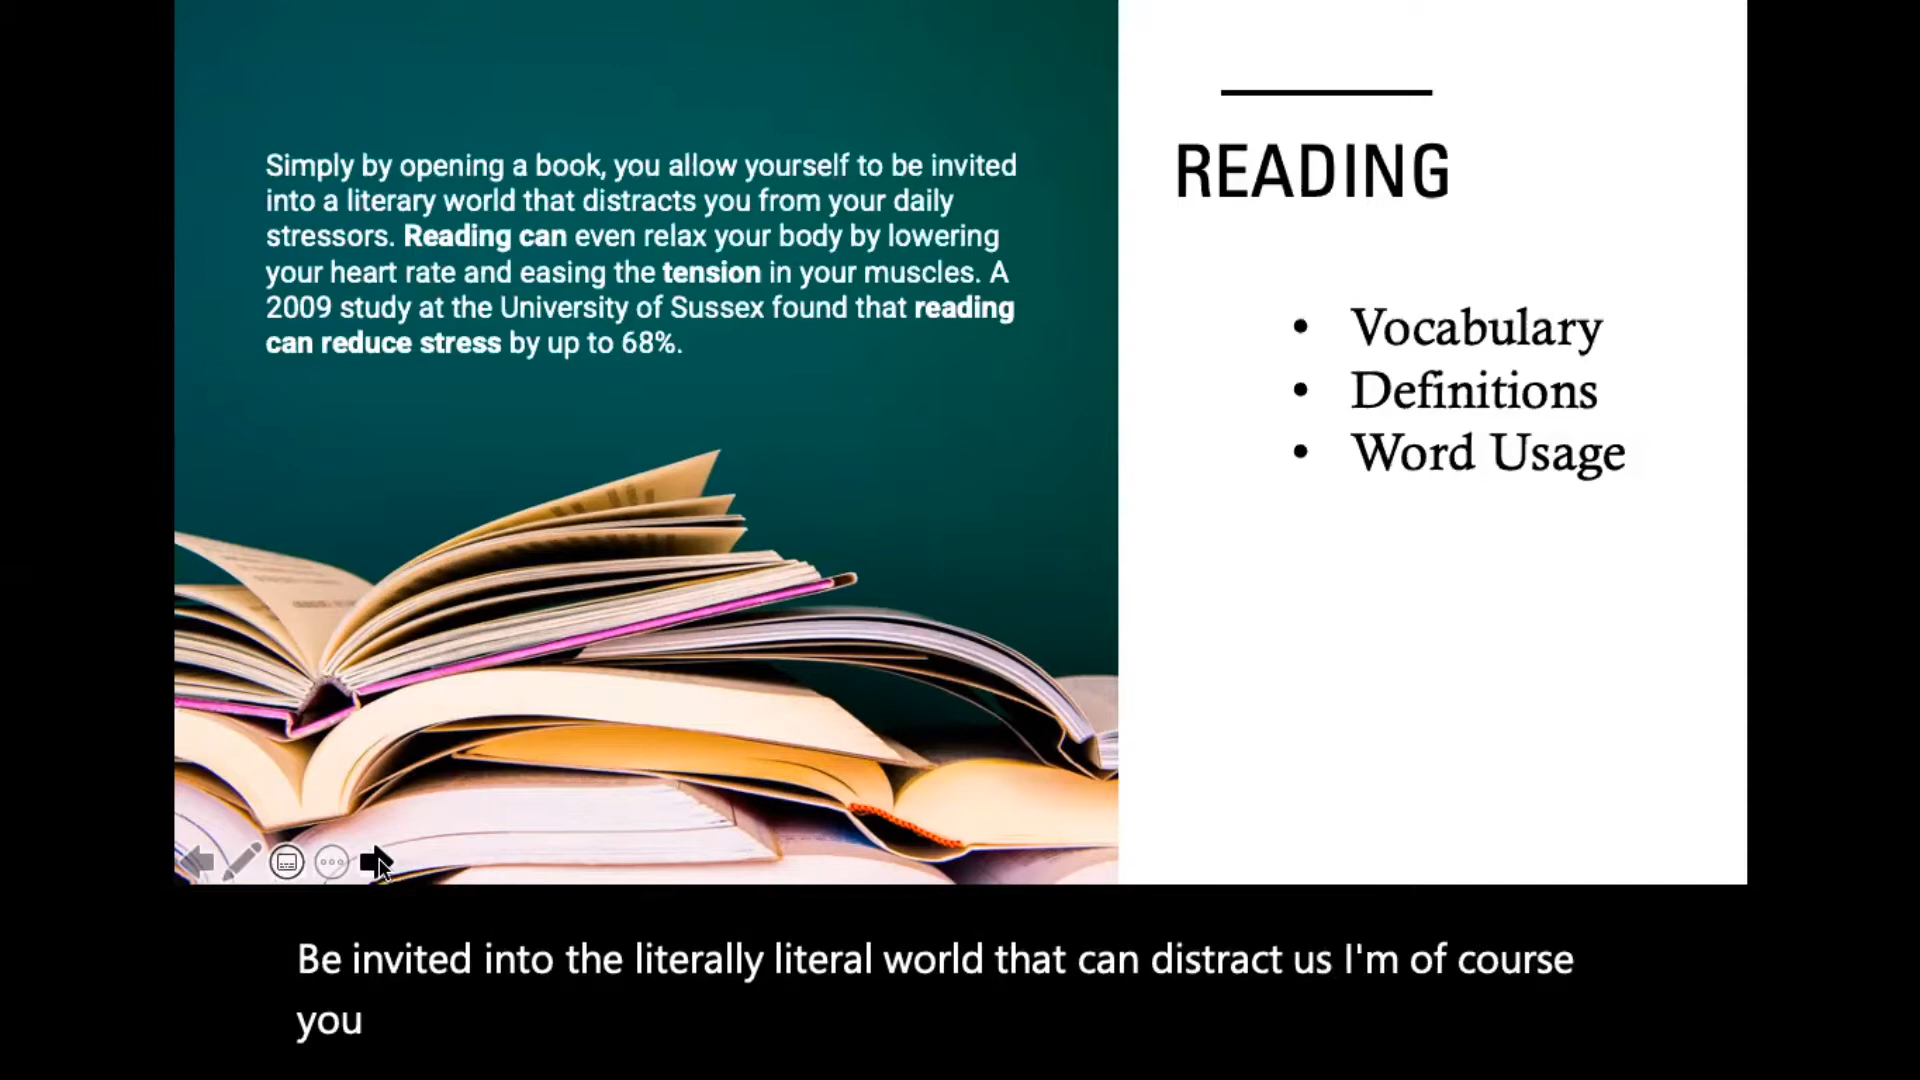 Simply by opening a book, you allow yourself to be invited
into a literary world that distracts you from your daily
stressors. Reading can even relax your body by lowering
your heart rate and easing the tension in your muscles. A
2009 study at the University of Sussex found that reading
can reduce stress by up to 68%.
READING
• Vocabulary
• Definitions
• Word Usage
Be invited into the literally literal world that can distract us I'm of course
you